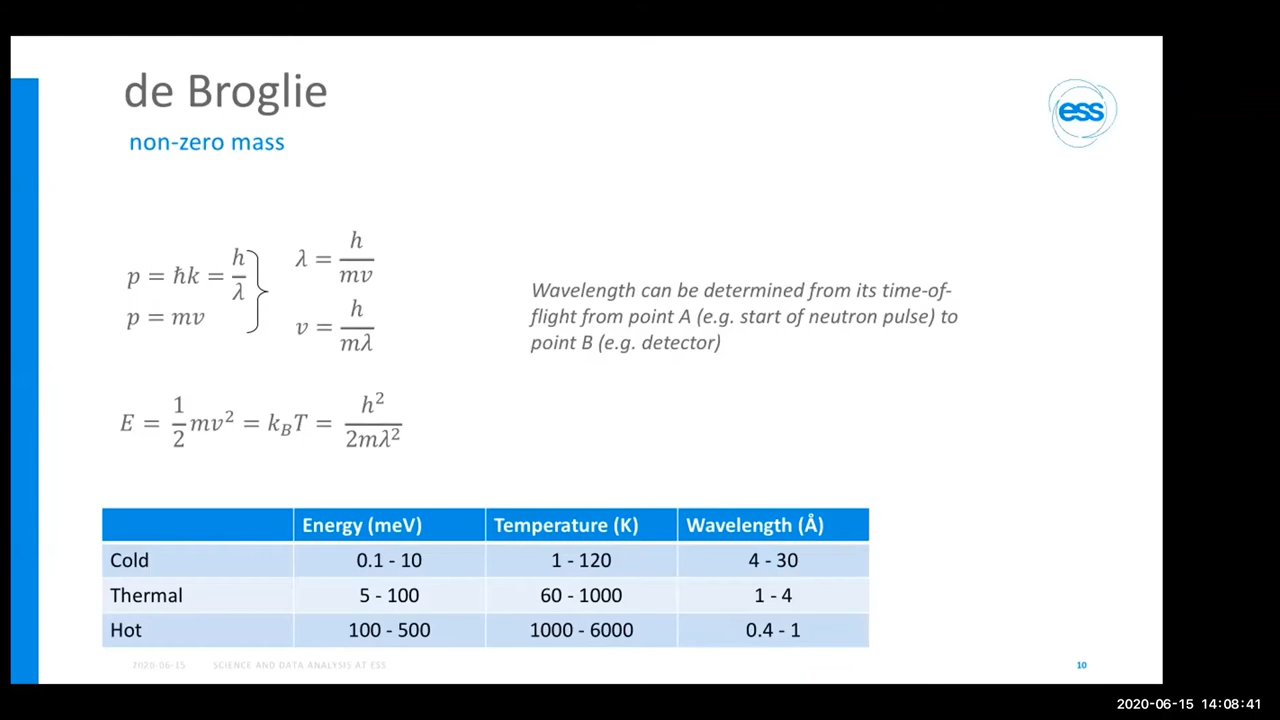 de Broglie
non-zero mass
ess
p = ħk = h/λ
p = mv
λ = h/mv
v = h/mλ
Wavelength can be determined from its time-of-
flight from point A (e.g. start of neutron pulse) to
point B (e.g. detector)
E = 1/2 mv² = k_B T = h²/2mλ²
Energy (meV) Temperature (K) Wavelength (Å)
Cold 0.1 - 10 1 - 120 4 - 30
Thermal 5 - 100 60 - 1000 1 - 4
Hot 100 - 500 1000 - 6000 0.4 - 1
2020-06-15 SCIENCE AND DATA ANALYSIS AT ESS 10
2020-06-15 14:08:41